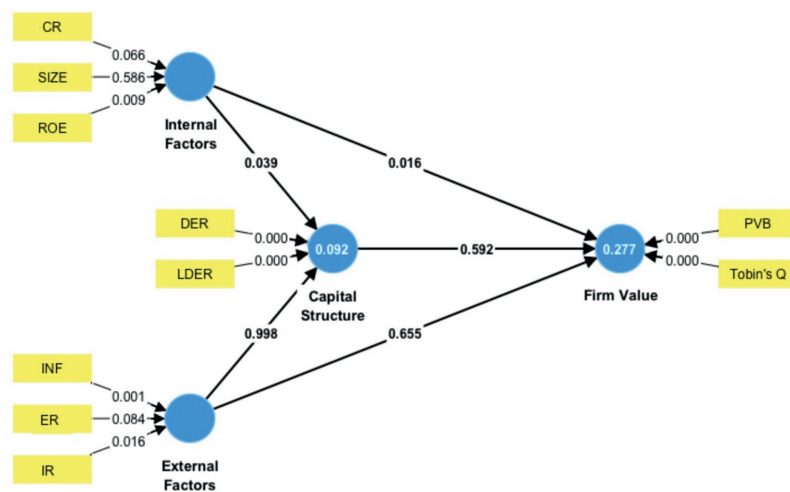 CR
0.066
SIZE
0.586
ROE
0.009
Internal
Factors
0.039
0.016
DER
0.000
LDER
0.000
0.092
Capital
Structure
0.592
0.277
Firm Value
0.000
PVB
0.000
Tobin's Q
0.998
0.655
INF
0.001
ER
0.084
IR
0.016
External
Factors